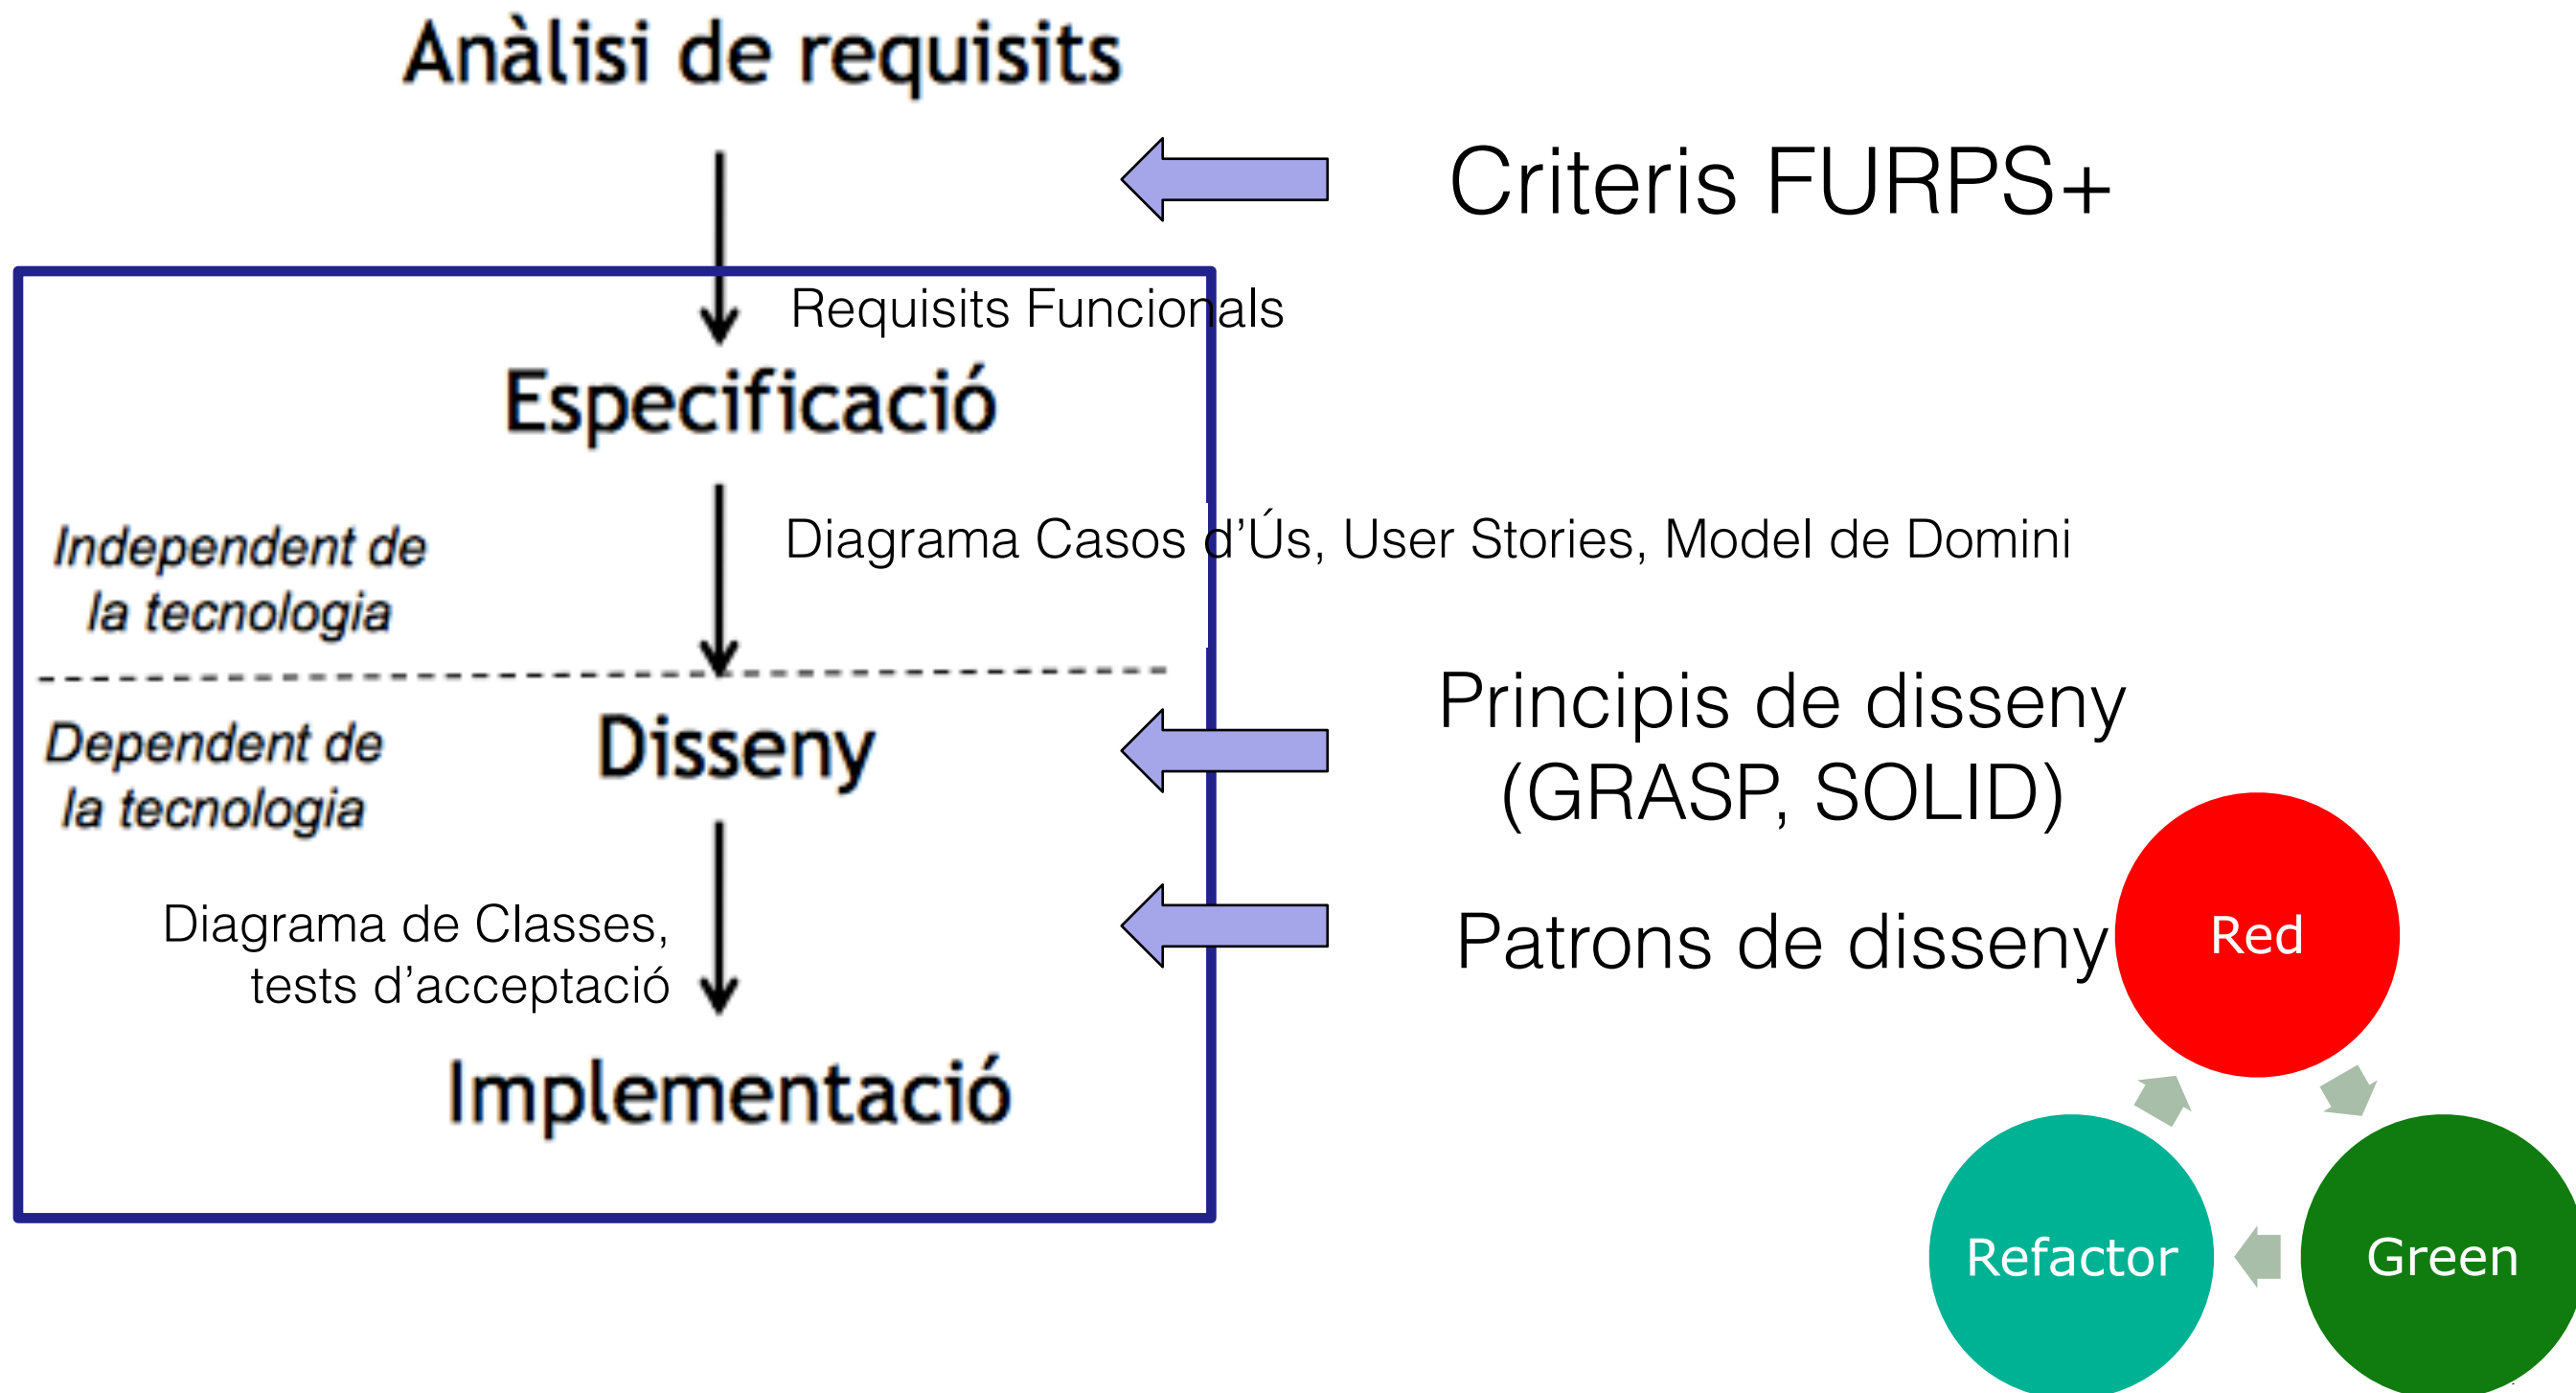 Anàlisi de requisits
Criteris FURPS+
Requisits Funcionals
Especificació
Diagrama Casos d'Ús, User Stories, Model de Domini
Independent de
la tecnologia
Dependent de
la tecnologia
Disseny
Principis de disseny
(GRASP, SOLID)
Diagrama de Classes,
tests d'acceptació
Patrons de disseny
Implementació
Red
Green
Refactor